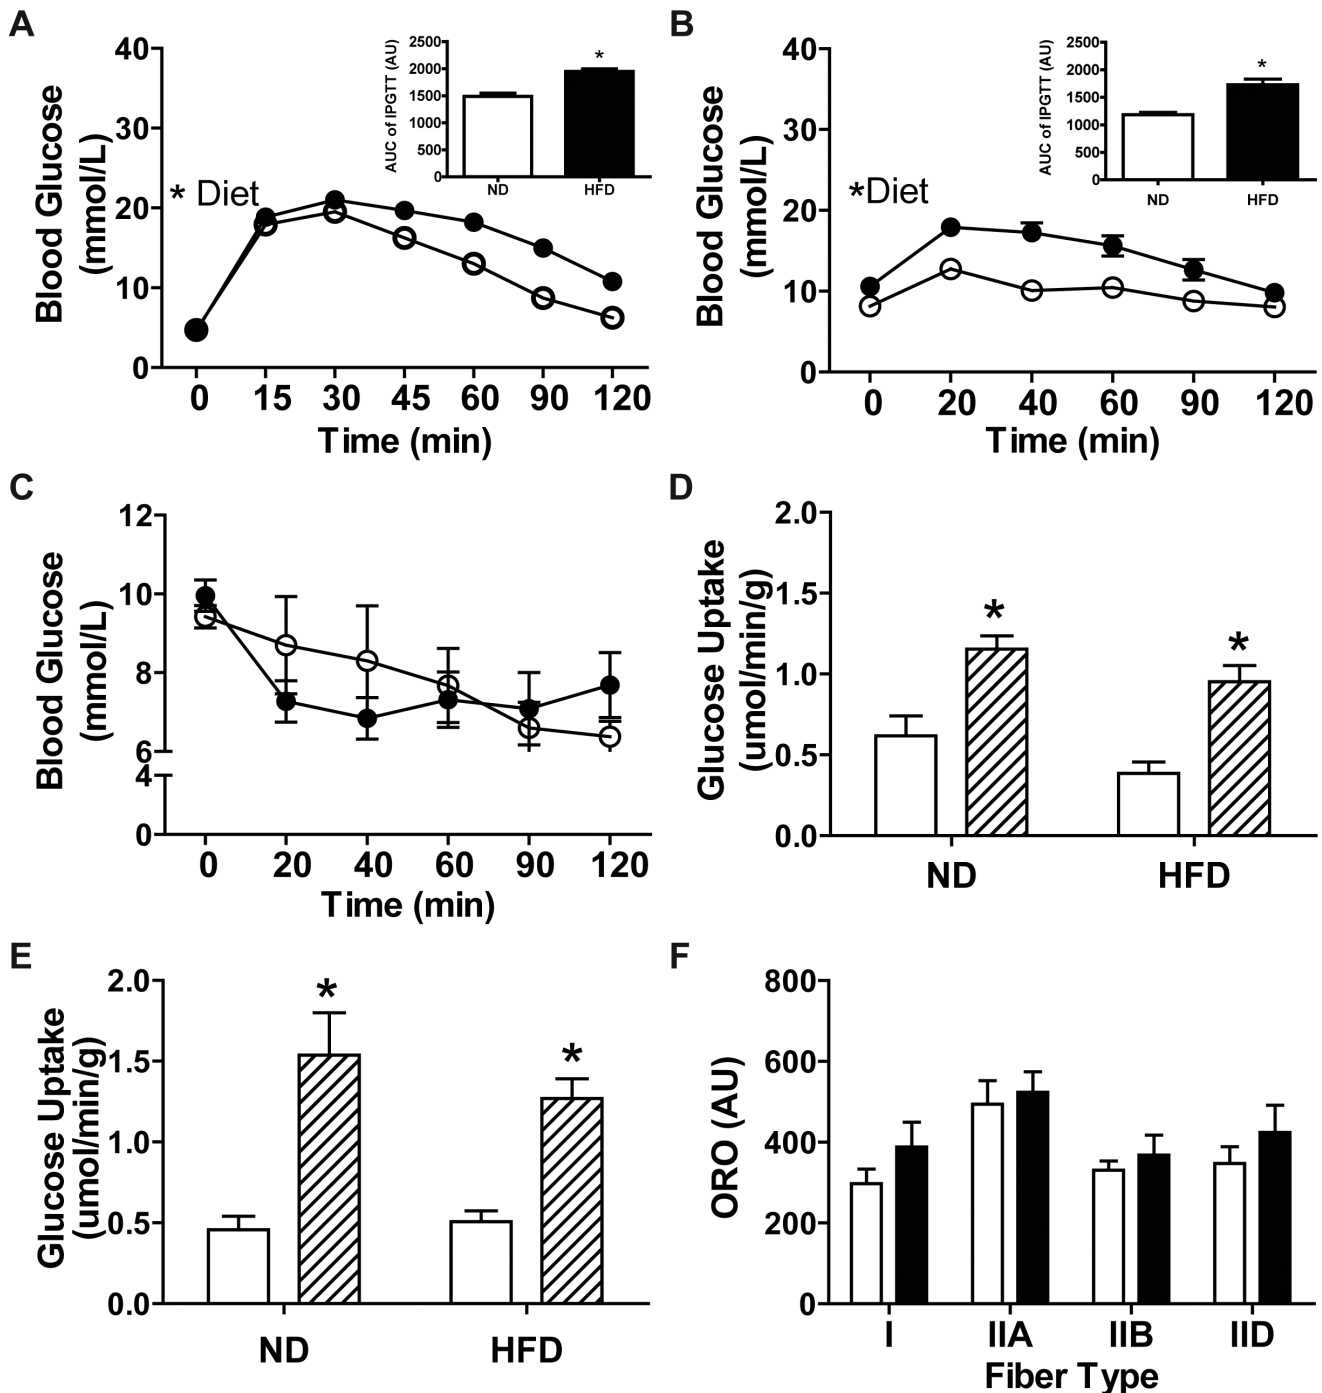 A
Blood Glucose
(mmol/L)
40
30
20
10
0
* Diet
0 15 30 45 60 90 120
Time (min)
AUC of IPGTT (AU)
2500
2000
1500
1000
500
0
*
ND HFD
B
Blood Glucose
(mmol/L)
40
30
20
10
0
*Diet
0 20 40 60 90 120
Time (min)
AUC of IPGTT (AU)
2500
2000
1500
1000
500
0
*
ND HFD
C
Blood Glucose
(mmol/L)
12
10
8
6
4
0
0 20 40 60 90 120
Time (min)
D
Glucose Uptake
(umol/min/g)
2.0
1.5
1.0
0.5
0.0
* *
ND HFD
E
Glucose Uptake
(umol/min/g)
2.0
1.5
1.0
0.5
0.0
* *
ND HFD
F
ORO (AU)
800
600
400
200
0
I IIA IIB IID
Fiber Type